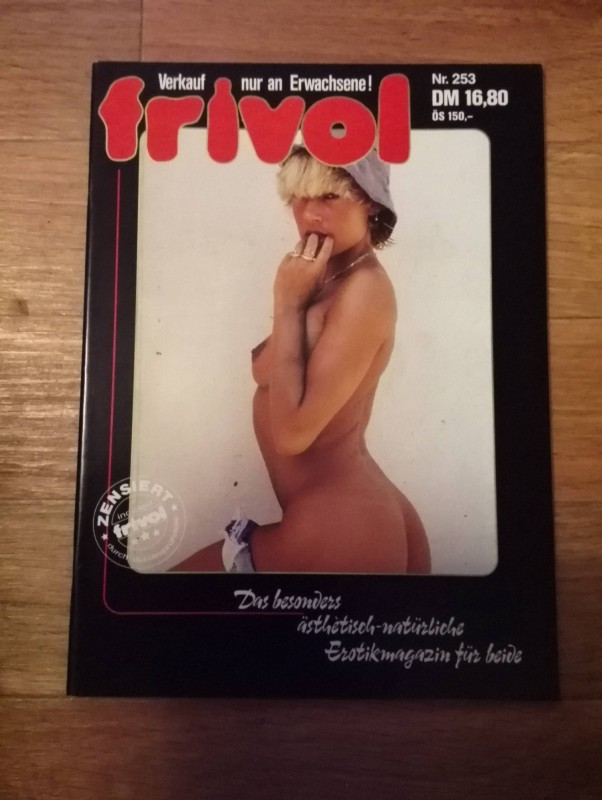 Verkauf nur an Erwachsene!
frivol
Nr. 253
DM 16,80
ÖS 150,–
ZENSIERT
frivol
Das besonders
ästhetisch-natürliche
Erotikmagazin für beide